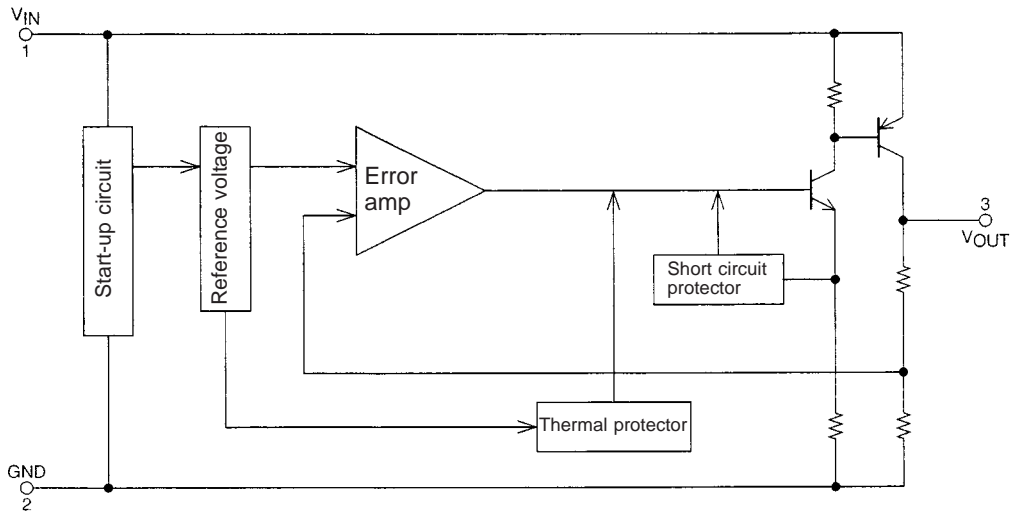 VIN
1
Start-up circuit
Reference voltage
Error
amp
Short circuit
protector
3
VOUT
Thermal protector
GND
2